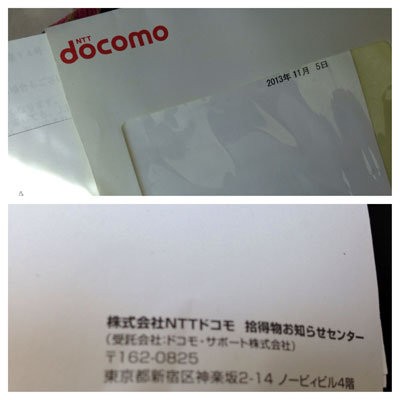 NTT
docomo
2013年11月 5日
株式会社NTTドコモ 拾得物お知らせセンター
(受託会社:ドコモ・サポート株式会社)
〒162-0825
東京都新宿区神楽坂2-14 ノービィビル4階